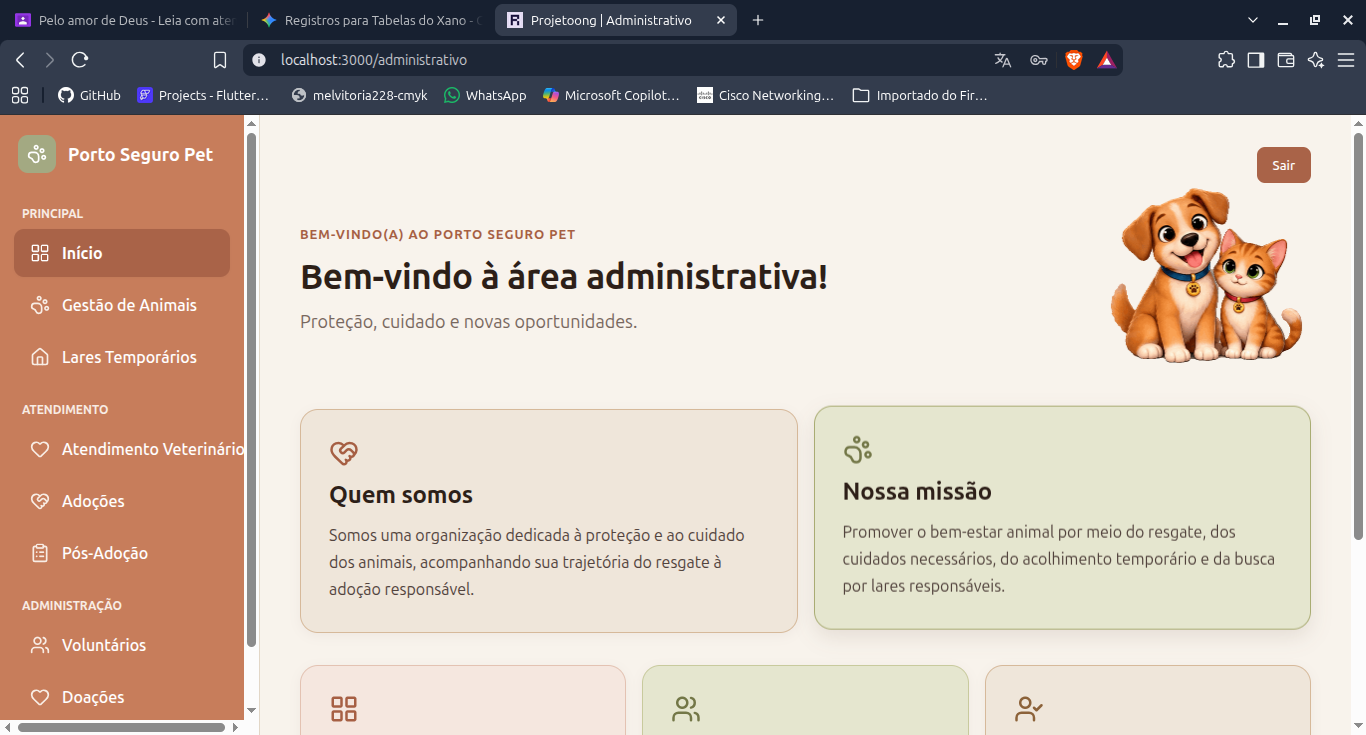 Pelo amor de Deus - Leia com ate
Registros para Tabelas do Xano -
Projetoong | Administrativo
localhost:3000/administrativo
GitHub
Projects - Flutter...
melvitoria228-cmyk
WhatsApp
Microsoft Copilot...
Cisco Networking...
Importado do Fir...
Porto Seguro Pet
PRINCIPAL
Início
Gestão de Animais
Lares Temporários
ATENDIMENTO
Atendimento Veterinário
Adoções
Pós-Adoção
ADMINISTRAÇÃO
Voluntários
Doações
Sair
BEM-VINDO(A) AO PORTO SEGURO PET
Bem-vindo à área administrativa!
Proteção, cuidado e novas oportunidades.
Quem somos
Somos uma organização dedicada à proteção e ao cuidado
dos animais, acompanhando sua trajetória do resgate à
adoção responsável.
Nossa missão
Promover o bem-estar animal por meio do resgate, dos
cuidados necessários, do acolhimento temporário e da busca
por lares responsáveis.